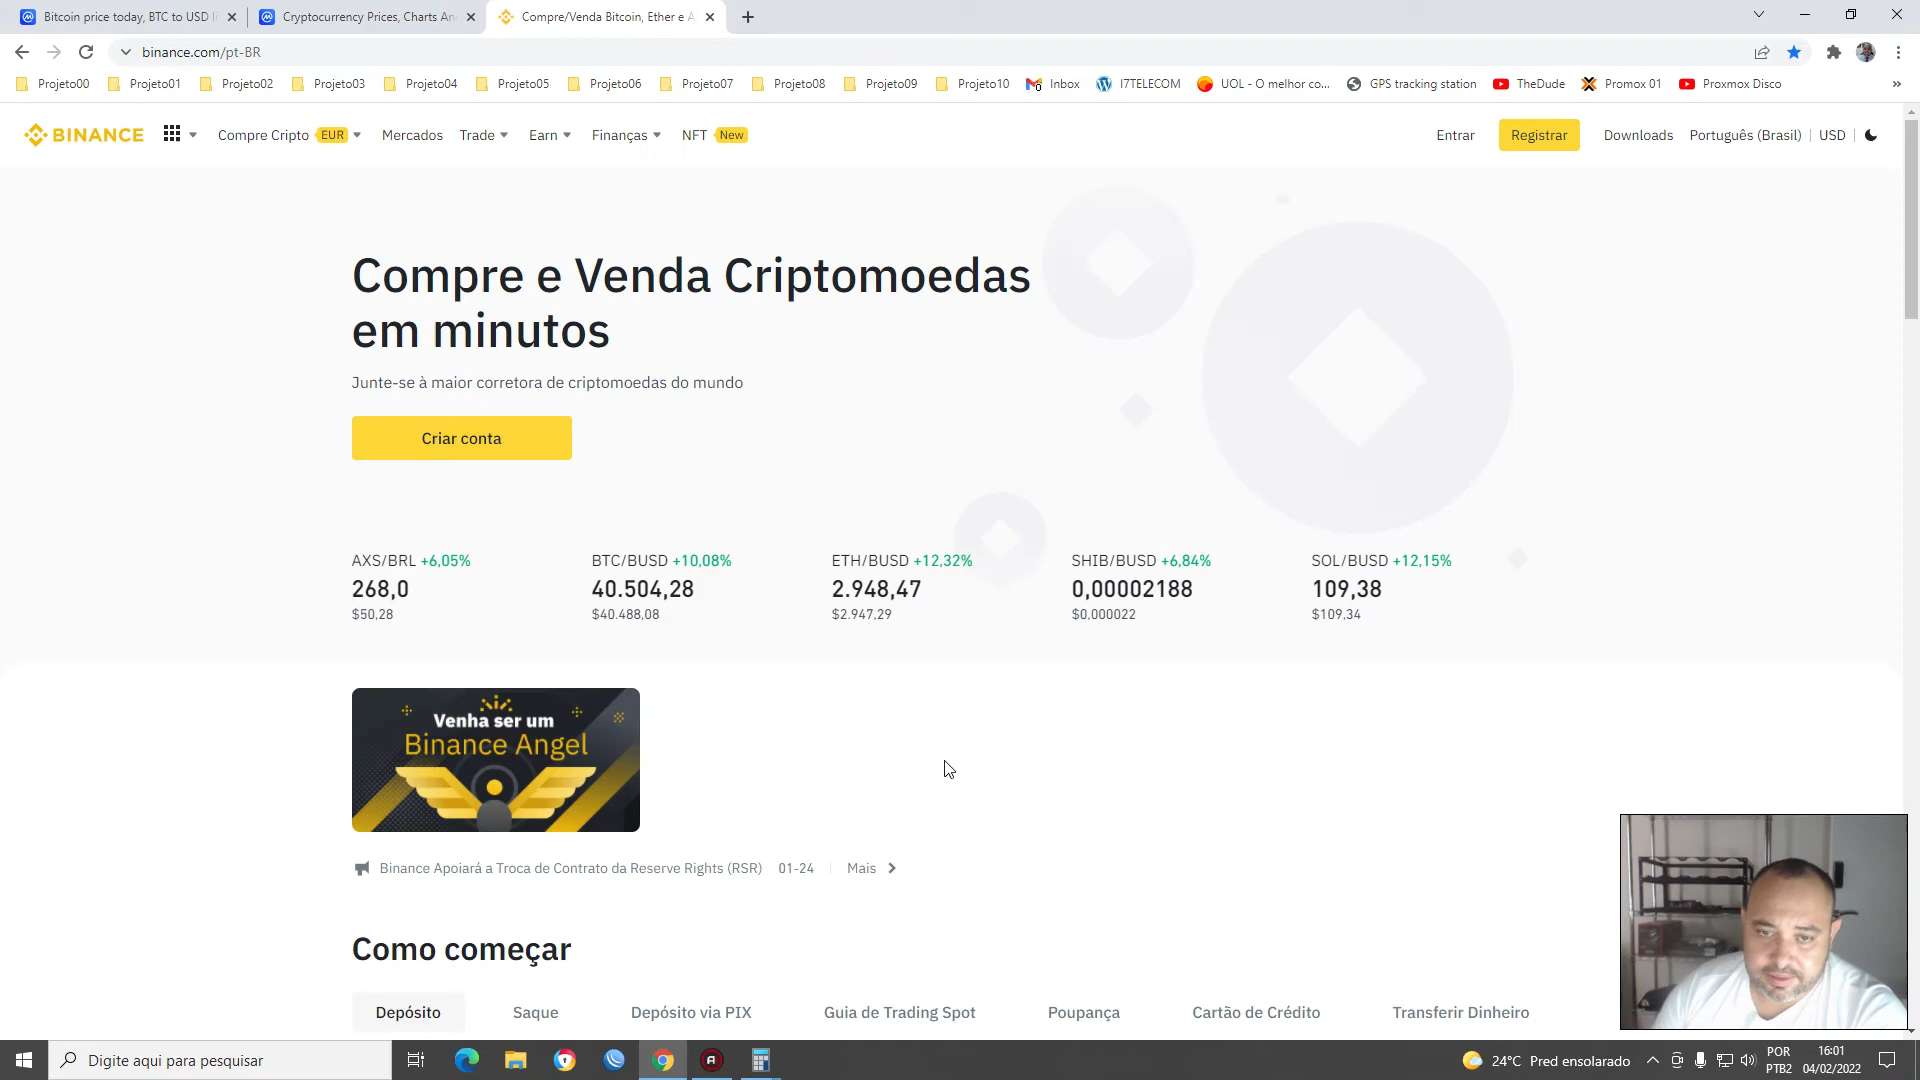 Bitcoin price today, BTC to USD li
Cryptocurrency Prices, Charts An
Compre/Venda Bitcoin, Ether e A
binance.com/pt-BR
Projeto00
Projeto01
Projeto02
Projeto03
Projeto04
Projeto05
Projeto06
Projeto07
Projeto08
Projeto09
Projeto10
Inbox
I7TELECOM
UOL - O melhor co...
GPS tracking station
TheDude
Promox 01
Proxmox Disco
»
BINANCE
Compre Cripto EUR
Mercados
Trade
Earn
Finanças
NFT New
Entrar
Registrar
Downloads
Português (Brasil)
USD
Compre e Venda Criptomoedas
em minutos
Junte-se à maior corretora de criptomoedas do mundo
Criar conta
AXS/BRL +6,05%
268,0
$50,28
BTC/BUSD +10,08%
40.504,28
$40.488,08
ETH/BUSD +12,32%
2.948,47
$2.947,29
SHIB/BUSD +6,84%
0,00002188
$0,000022
SOL/BUSD +12,15%
109,38
$109,34
Venha ser um
Binance Angel
Binance Apoiará a Troca de Contrato da Reserve Rights (RSR) 01-24 Mais
Como começar
Depósito
Saque
Depósito via PIX
Guia de Trading Spot
Poupança
Cartão de Crédito
Transferir Dinheiro
Digite aqui para pesquisar
24°C Pred ensolarado
POR
PTB2
16:01
04/02/2022